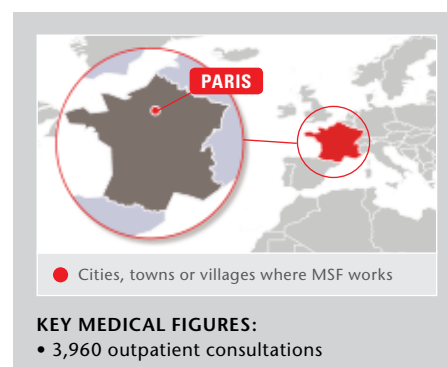 PARIS
Cities, towns or villages where MSF works
KEY MEDICAL FIGURES:
• 3,960 outpatient consultations